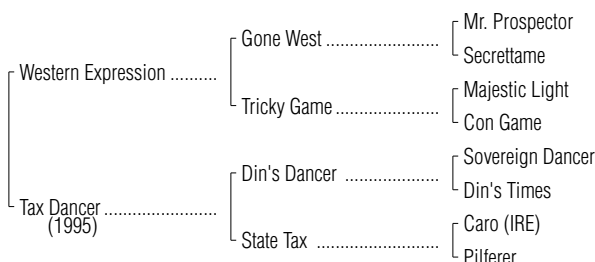 Mr. Prospector
Gone West ........................
Secrettame
Western Expression ..........
Majestic Light
Tricky Game ......................
Con Game
Sovereign Dancer
Din's Dancer ....................
Din's Times
Tax Dancer ........................
(1995)
Caro (IRE)
State Tax ..........................
Pilferer